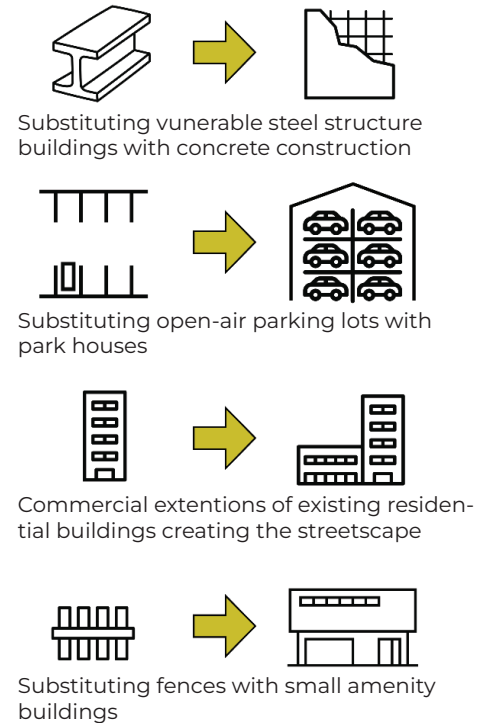 Substituting vunerable steel structure
buildings with concrete construction
Substituting open-air parking lots with
park houses
Commercial extentions of existing residen-
tial buildings creating the streetscape
Substituting fences with small amenity
buildings